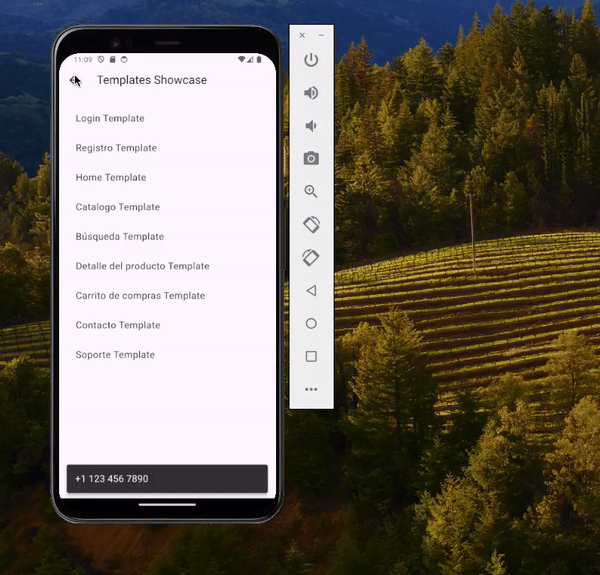 11:09
Templates Showcase
Login Template
Registro Template
Home Template
Catalogo Template
Búsqueda Template
Detalle del producto Template
Carrito de compras Template
Contacto Template
Soporte Template
+1 123 456 7890